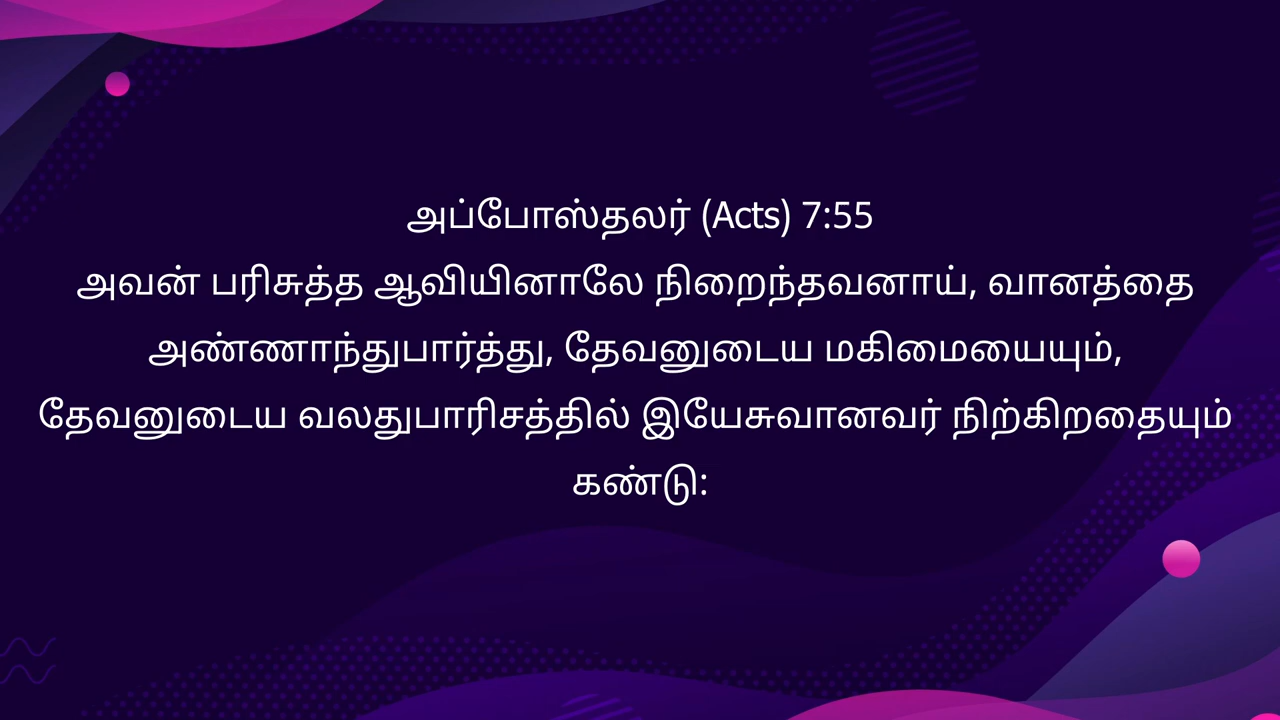 அப்போஸ்தலர் (Acts) 7:55
அவன் பரிசுத்த ஆவியினாலே நிறைந்தவனாய், வானத்தை
அண்ணாந்துபார்த்து, தேவனுடைய மகிமையையும்,
தேவனுடைய வலதுபாரிசத்தில் இயேசுவானவர் நிற்கிறதையும்
கண்டு: